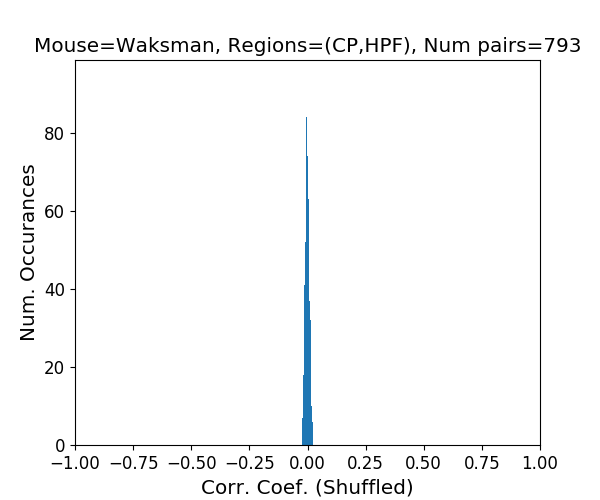 Mouse=Waksman, Regions=(CP,HPF), Num pairs=793
Num. Occurances
80
60
40
20
0
−1.00 −0.75 −0.50 −0.25 0.00 0.25 0.50 0.75 1.00
Corr. Coef. (Shuffled)